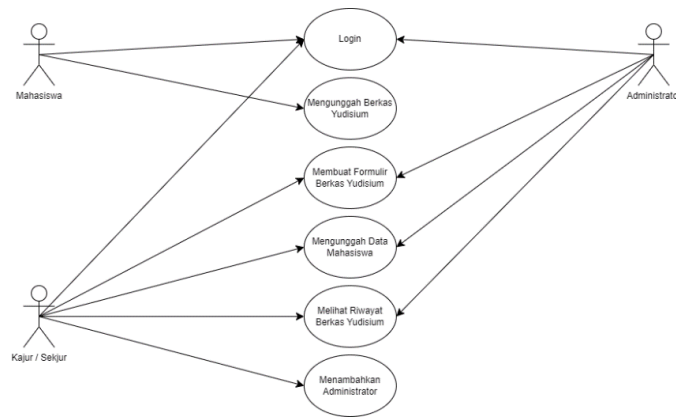 Login
Mahasiswa
Administrator
Mengunggah Berkas
Yudisium
Membuat Formulir
Berkas Yudisium
Mengunggah Data
Mahasiswa
Melihat Riwayat
Berkas Yudisium
Kajur / Sekjur
Menambahkan
Administrator